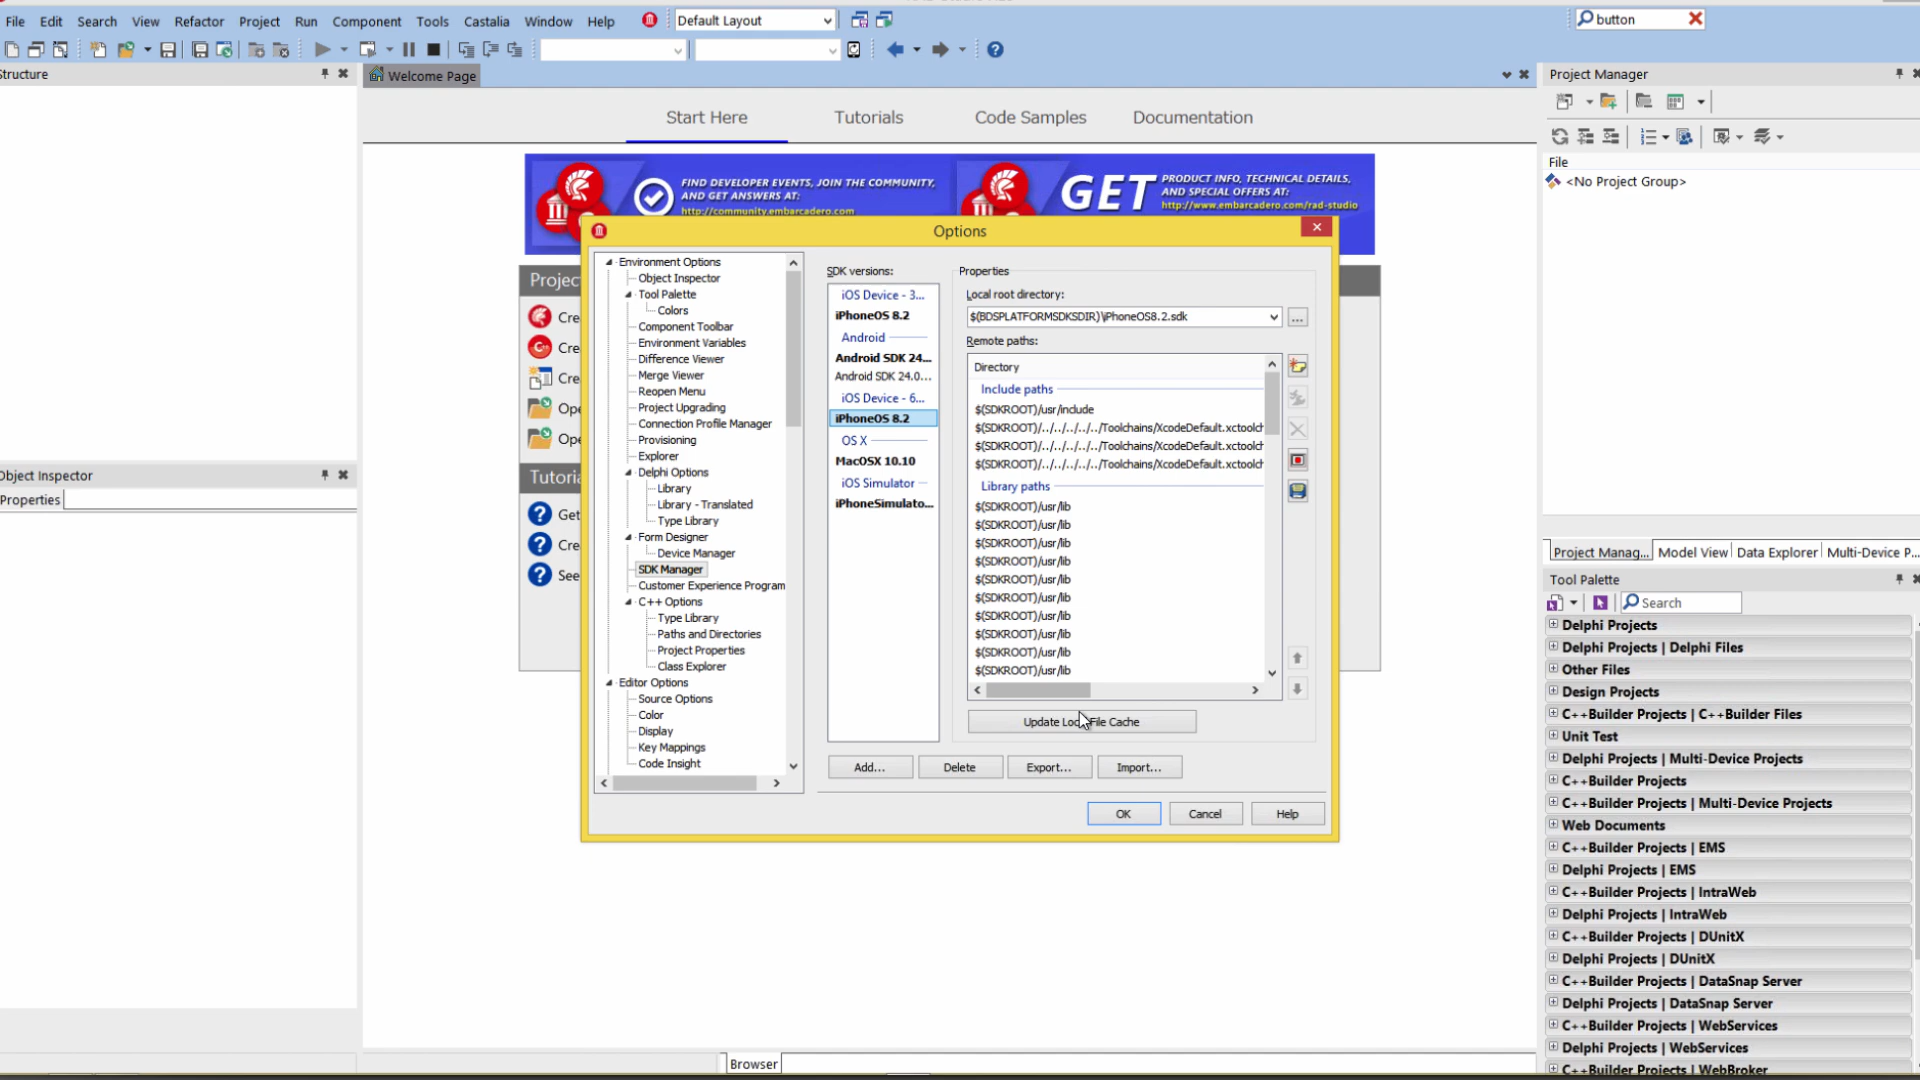 File Edit Search View Refactor Project Run Component Tools Castalia Window Help Default Layout button
Structure
Welcome Page
Start Here Tutorials Code Samples Documentation
FIND DEVELOPER EVENTS, JOIN THE COMMUNITY,
AND GET ANSWERS AT:
http://community.embarcadero.com
GET
PRODUCT INFO, TECHNICAL DETAILS,
AND SPECIAL OFFERS AT:
http://www.embarcadero.com/rad-studio
Projec
Cre
Cre
Cre
Ope
Ope
Tutoria
Get
Cre
See
Object Inspector
Properties
Options
Environment Options
Object Inspector
Tool Palette
Colors
Component Toolbar
Environment Variables
Difference Viewer
Merge Viewer
Reopen Menu
Project Upgrading
Connection Profile Manager
Provisioning
Explorer
Delphi Options
Library
Library - Translated
Type Library
Form Designer
Device Manager
SDK Manager
Customer Experience Program
C++ Options
Type Library
Paths and Directories
Project Properties
Class Explorer
Editor Options
Source Options
Color
Display
Key Mappings
Code Insight
SDK versions:
iOS Device - 3...
iPhoneOS 8.2
Android
Android SDK 24...
Android SDK 24.0...
iOS Device - 6...
iPhoneOS 8.2
OS X
MacOSX 10.10
iOS Simulator
iPhoneSimulato...
Properties
Local root directory:
$(BDSPLATFORMSDKSDIR)\iPhoneOS8.2.sdk
...
Remote paths:
Directory
Include paths
$(SDKROOT)/usr/include
$(SDKROOT)/../../../../../Toolchains/XcodeDefault.xctoolch
$(SDKROOT)/../../../../../Toolchains/XcodeDefault.xctoolch
$(SDKROOT)/../../../../../Toolchains/XcodeDefault.xctoolch
Library paths
$(SDKROOT)/usr/lib
$(SDKROOT)/usr/lib
$(SDKROOT)/usr/lib
$(SDKROOT)/usr/lib
$(SDKROOT)/usr/lib
$(SDKROOT)/usr/lib
$(SDKROOT)/usr/lib
$(SDKROOT)/usr/lib
$(SDKROOT)/usr/lib
$(SDKROOT)/usr/lib
Update Loc File Cache
Add... Delete Export... Import...
OK Cancel Help
Browser
Project Manager
File
<No Project Group>
Project Manag... Model View Data Explorer Multi-Device P...
Tool Palette
Search
Delphi Projects
Delphi Projects | Delphi Files
Other Files
Design Projects
C++Builder Projects | C++Builder Files
Unit Test
Delphi Projects | Multi-Device Projects
C++Builder Projects
C++Builder Projects | Multi-Device Projects
Web Documents
C++Builder Projects | EMS
Delphi Projects | EMS
C++Builder Projects | IntraWeb
Delphi Projects | IntraWeb
C++Builder Projects | DUnitX
Delphi Projects | DUnitX
C++Builder Projects | DataSnap Server
Delphi Projects | DataSnap Server
C++Builder Projects | WebServices
Delphi Projects | WebServices
C++Builder Projects | WebBroker